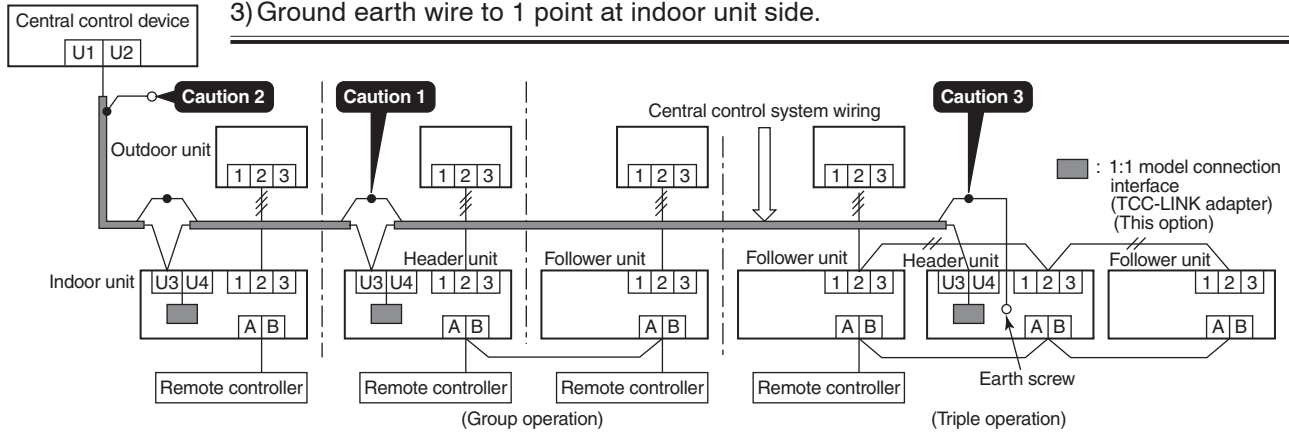 3) Ground earth wire to 1 point at indoor unit side.
Central control device
U1 U2
Caution 2
Caution 1
Caution 3
Central control system wiring
Outdoor unit
1 2 3
1 2 3
1 2 3
1 2 3
: 1:1 model connection
interface
(TCC-LINK adapter)
(This option)
Indoor unit
Header unit
Follower unit
Follower unit
Header unit
Follower unit
U3 U4
1 2 3
U3 U4
1 2 3
1 2 3
1 2 3
U3 U4
1 2 3
1 2 3
A B
A B
A B
A B
A B
A B
Remote controller
Remote controller
Remote controller
Remote controller
Earth screw
(Group operation)
(Triple operation)